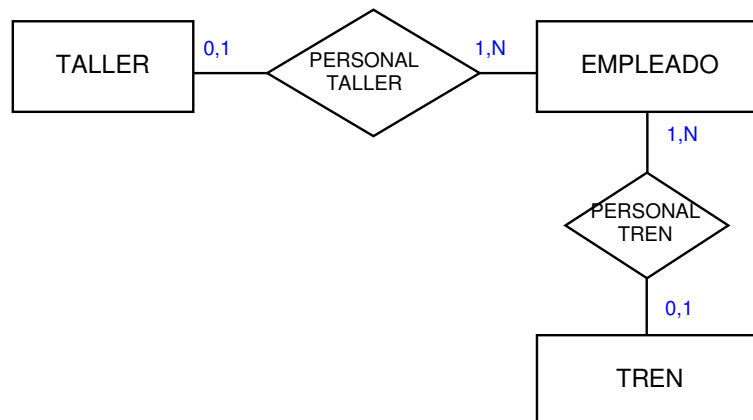 TALLER
0,1
PERSONAL
TALLER
1,N
EMPLEADO
1,N
PERSONAL
TREN
0,1
TREN